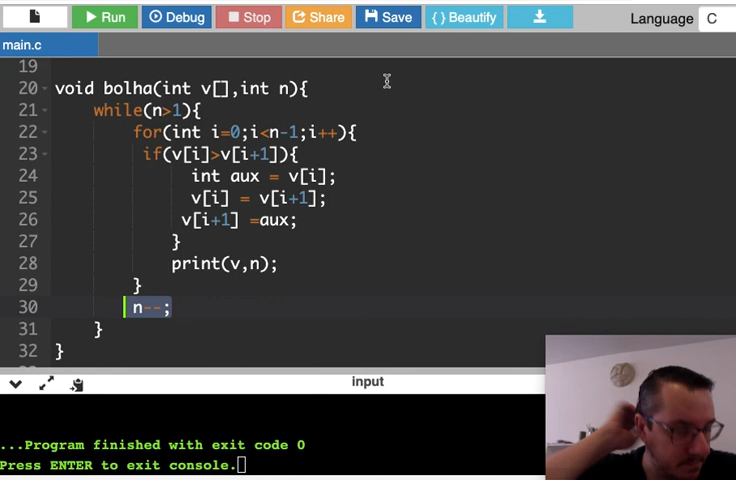 Run Debug Stop Share Save { } Beautify Language C
main.c
19
20 void bolha(int v[],int n){
21 while(n>1){
22 for(int i=0;i<n-1;i++){
23 if(v[i]>v[i+1]){
24 int aux = v[i];
25 v[i] = v[i+1];
26 v[i+1] =aux;
27 }
28 print(v,n);
29 }
30 n--;
31 }
32 }
input
...Program finished with exit code 0
Press ENTER to exit console.